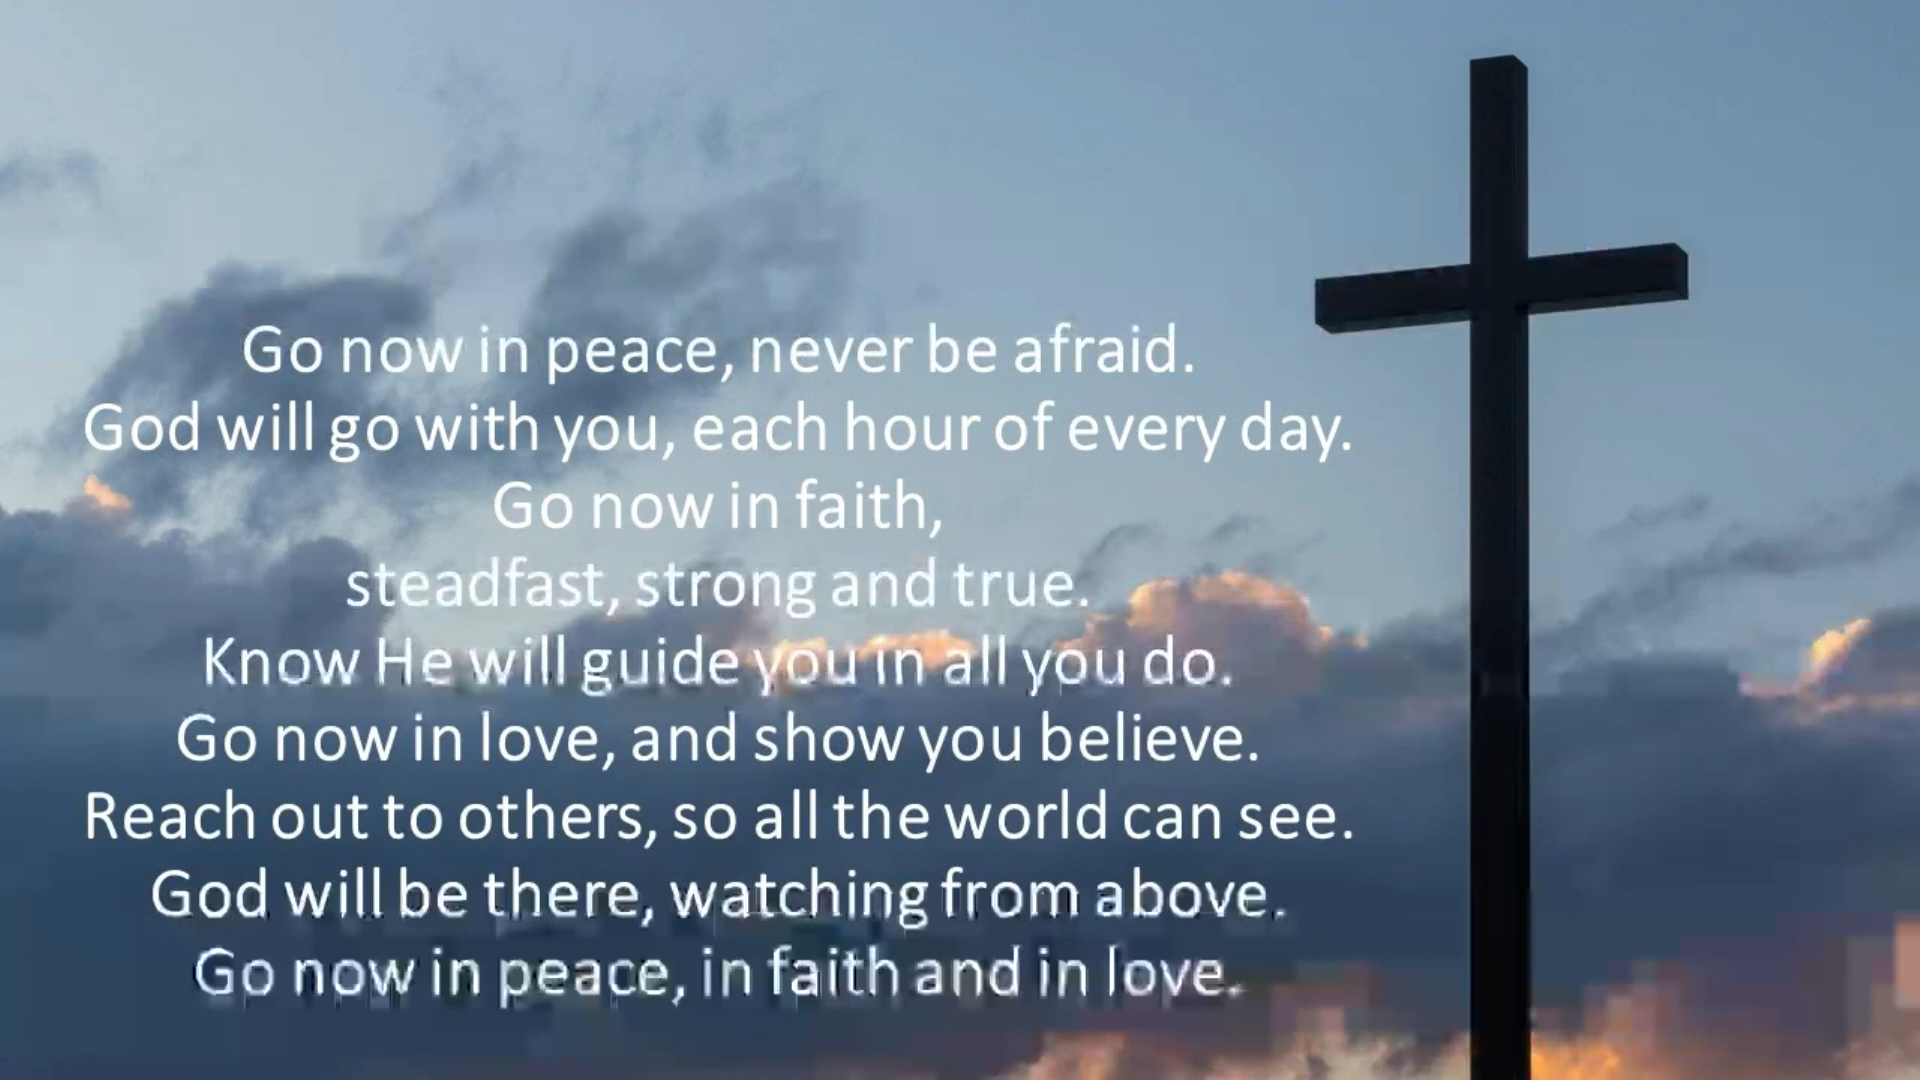 Go now in peace, never be afraid.
God will go with you, each hour of every day.
Go now in faith,
steadfast, strong and true.
Know He will guide you in all you do.
Go now in love, and show you believe.
Reach out to others, so all the world can see.
God will be there, watching from above.
Go now in peace, in faith and in love.